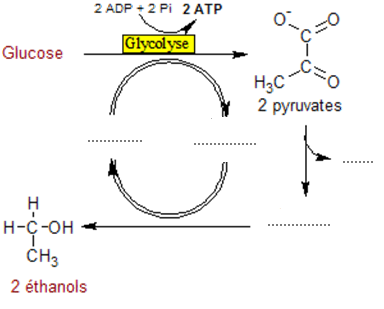 2 ADP + 2 Pi 2 ATP
Glycolyse
Glucose
O⁻
O
C
C
O
H₃C
2 pyruvates
............
..............
........
..............
H
H-C-OH
CH₃
2 éthanols